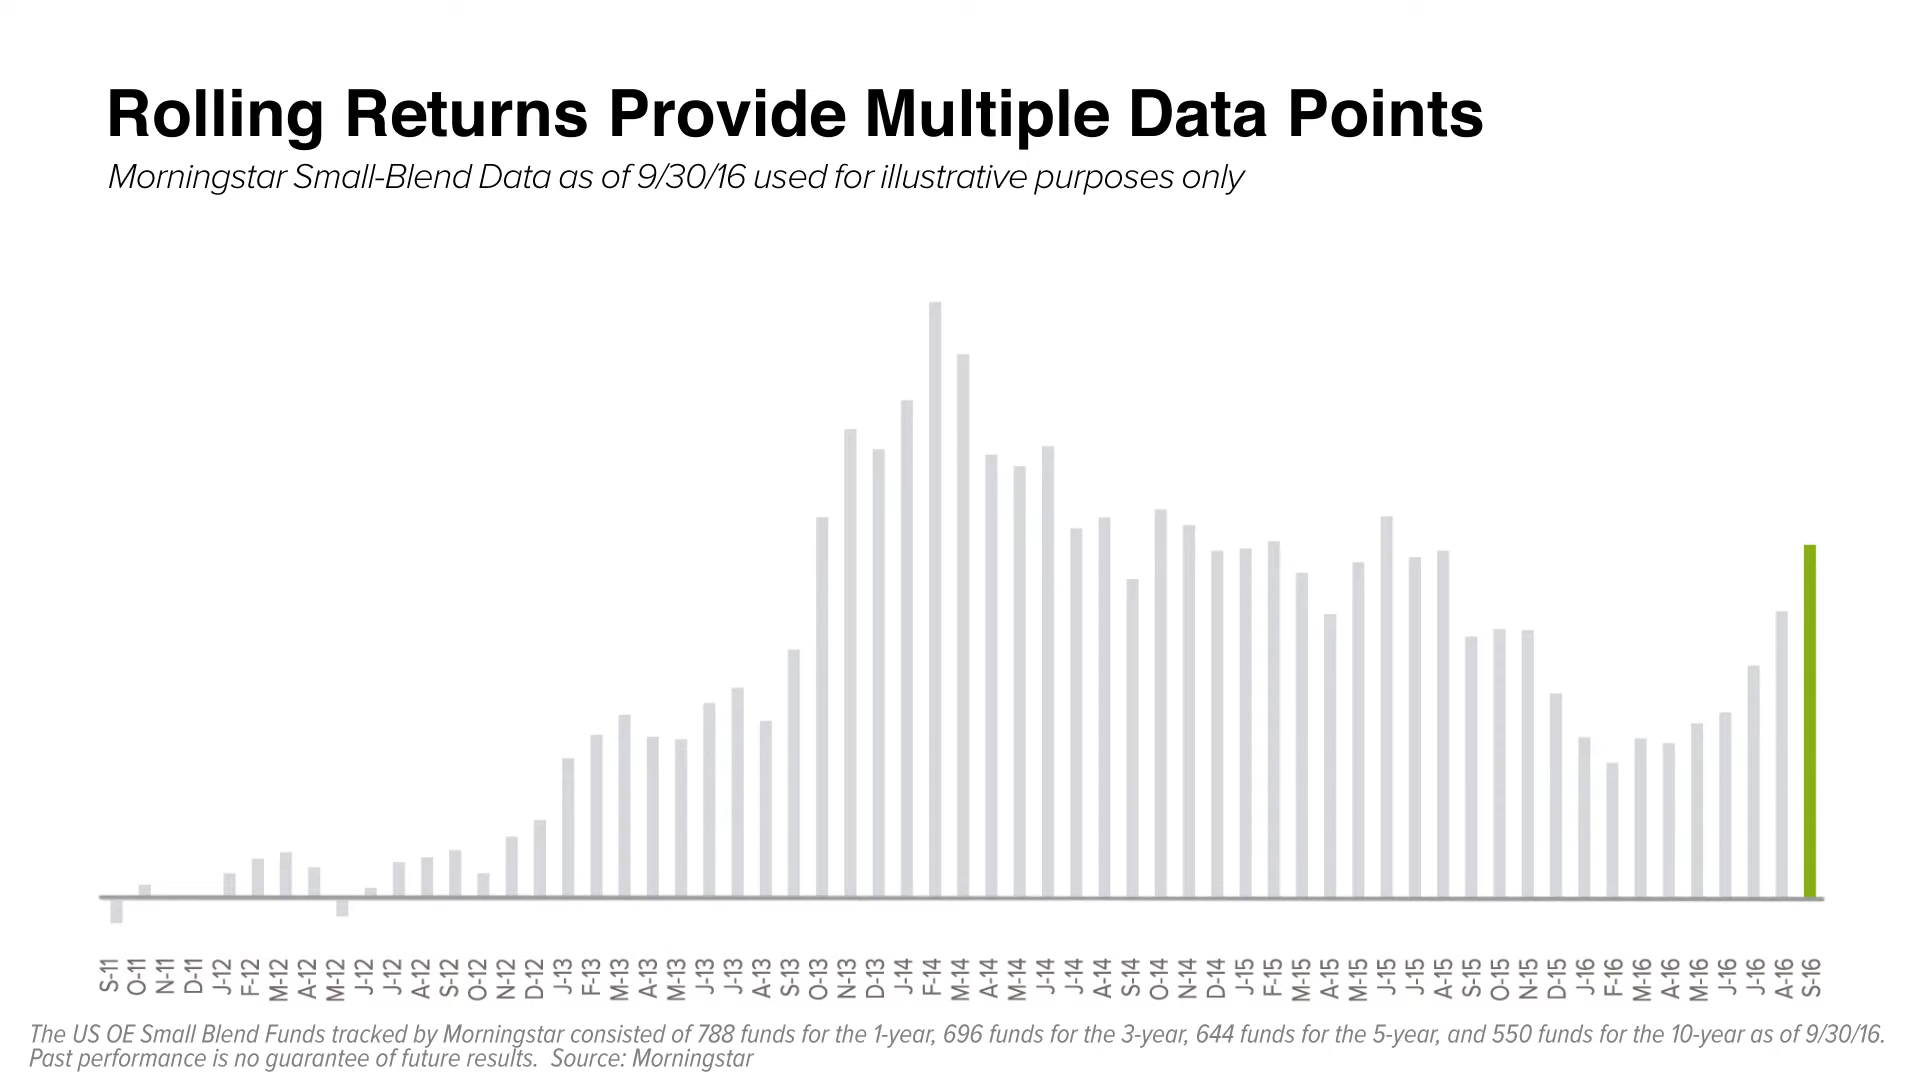 Rolling Returns Provide Multiple Data Points
Morningstar Small-Blend Data as of 9/30/16 used for illustrative purposes only
S-11 O-11 N-11 D-11 J-12 F-12 M-12 A-12 M-12 J-12 J-12 A-12 S-12 O-12 N-12 D-12 J-13 F-13 M-13 A-13 M-13 J-13 J-13 A-13 S-13 O-13 N-13 D-13 J-14 F-14 M-14 A-14 M-14 J-14 J-14 A-14 S-14 O-14 N-14 D-14 J-15 F-15 M-15 A-15 M-15 J-15 J-15 A-15 S-15 O-15 N-15 D-15 J-16 F-16 M-16 A-16 M-16 J-16 J-16 A-16 S-16
The US OE Small Blend Funds tracked by Morningstar consisted of 788 funds for the 1-year, 696 funds for the 3-year, 644 funds for the 5-year, and 550 funds for the 10-year as of 9/30/16.
Past performance is no guarantee of future results. Source: Morningstar